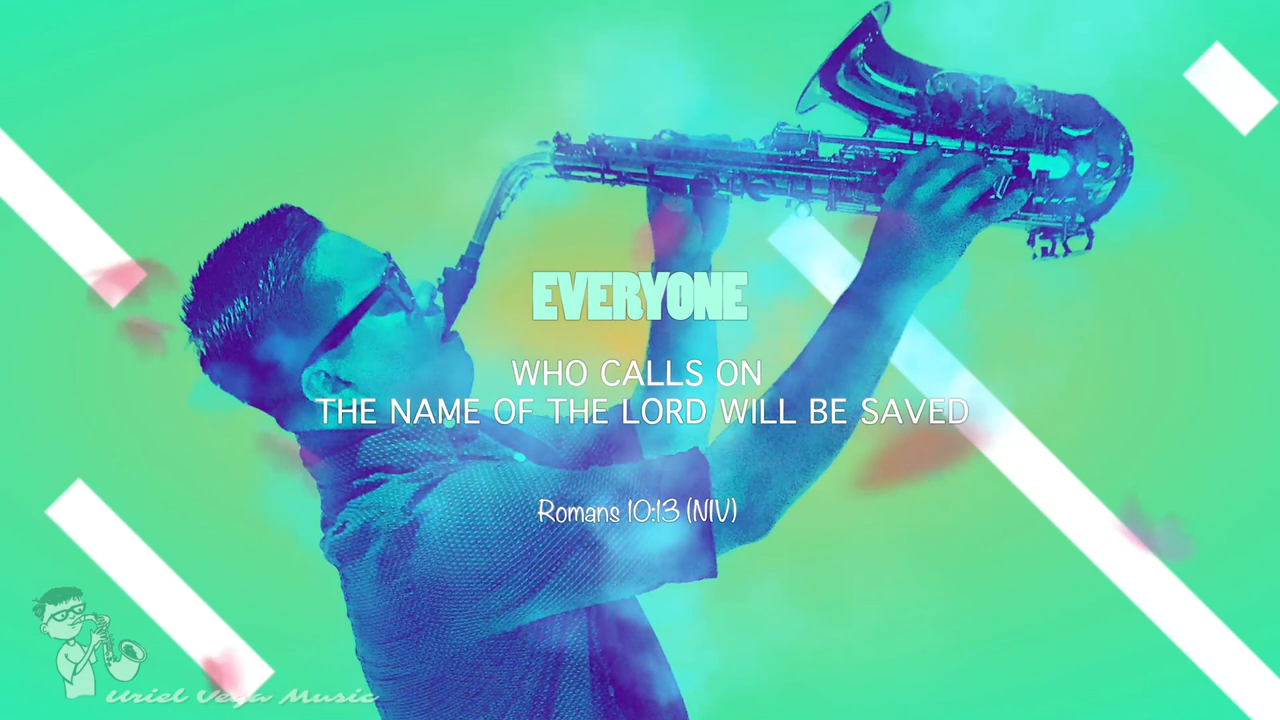 EVERYONE
WHO CALLS ON
THE NAME OF THE LORD WILL BE SAVED
Romans 10:13 (NIV)
Uriel Vega Music